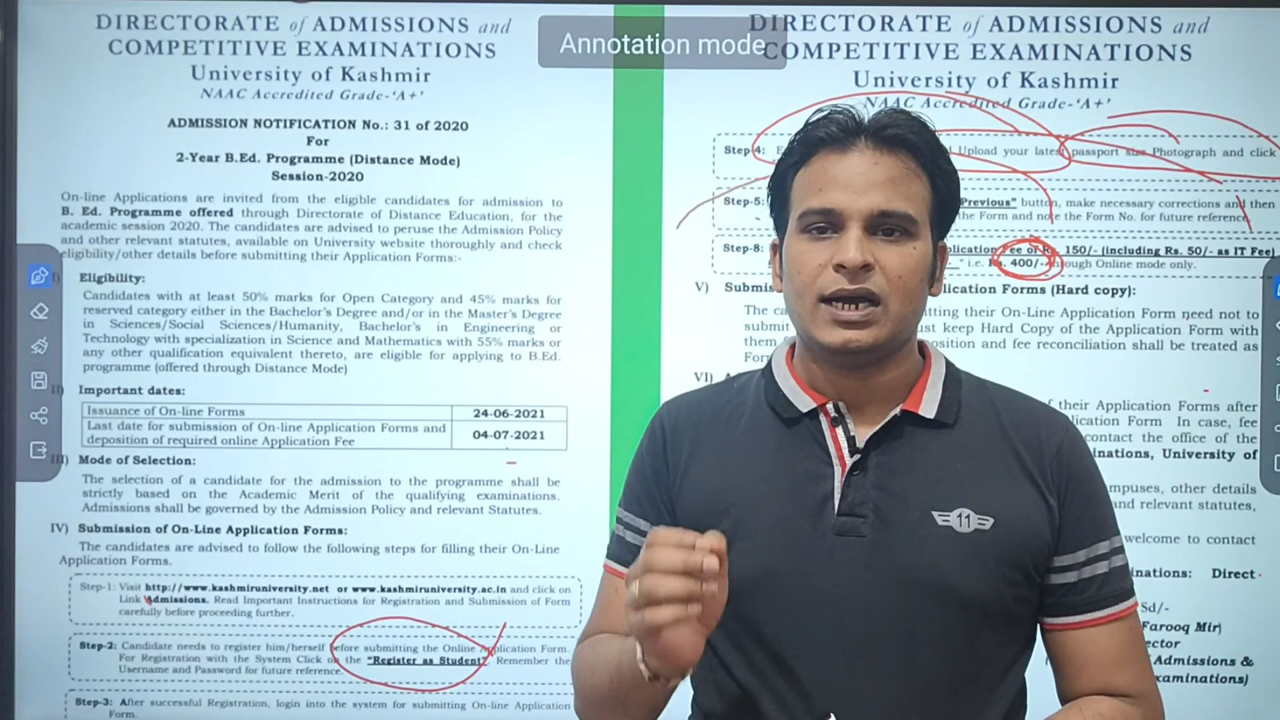 DIRECTORATE of ADMISSIONS and
COMPETITIVE EXAMINATIONS
University of Kashmir
NAAC Accredited Grade-'A+'
ADMISSION NOTIFICATION No.: 31 of 2020
For
2-Year B.Ed. Programme (Distance Mode)
Session-2020
On-line Applications are invited from the eligible candidates for admission to
B. Ed. Programme offered through Directorate of Distance Education, for the
academic session 2020. The candidates are advised to peruse the Admission Policy
and other relevant statutes, available on University website thoroughly and check
eligibility/other details before submitting their Application Forms:-
Eligibility:
Candidates with at least 50% marks for Open Category and 45% marks for
reserved category either in the Bachelor's Degree and/or in the Master's Degree
in Sciences/Social Sciences/Humanity, Bachelor's in Engineering or
Technology with specialization in Science and Mathematics with 55% marks or
any other qualification equivalent thereto, are eligible for applying to B.Ed.
programme (offered through Distance Mode)
II) Important dates:
Issuance of On-line Forms 24-06-2021
Last date for submission of On-line Application Forms and
deposition of required online Application Fee 04-07-2021
III) Mode of Selection:
The selection of a candidate for the admission to the programme shall be
strictly based on the Academic Merit of the qualifying examinations.
Admissions shall be governed by the Admission Policy and relevant Statutes.
IV) Submission of On-Line Application Forms:
The candidates are advised to follow the following steps for filling their On-Line
Application Forms.
Step-1: Visit http://www.kashmiruniversity.net or www.kashmiruniversity.ac.in and click on
Link Admissions. Read Important Instructions for Registration and Submission of Form
carefully before proceeding further.
Step-2: Candidate needs to register him/herself before submitting the Online Application Form.
For Registration with the System Click on the "Register as Student". Remember the
Username and Password for future reference.
Step-3: After successful Registration, login into the system for submitting On-line Application
Form.
Annotation mode
DIRECTORATE of ADMISSIONS and
COMPETITIVE EXAMINATIONS
University of Kashmir
NAAC Accredited Grade-'A+'
Step-4: Upload your latest passport size Photograph and click
Step-5: Previous" button, make necessary corrections and then
the Form and note the Form No. for future reference.
Step-8: plication Fee of Rs. 150/- (including Rs. 50/- as IT Fee)
" i.e. Rs. 400/- through Online mode only.
V) Submis lication Forms (Hard copy):
The ca itting their On-Line Application Form need not to
submit ust keep Hard Copy of the Application Form with
them position and fee reconciliation shall be treated as
Form
VI)
f their Application Forms after
lication Form In case, fee
contact the office of the
inations, University of
mpuses, other details
and relevant statutes,
welcome to contact
nations: Direct
Sd/-
Farooq Mir)
ector
Admissions &
xaminations)
11